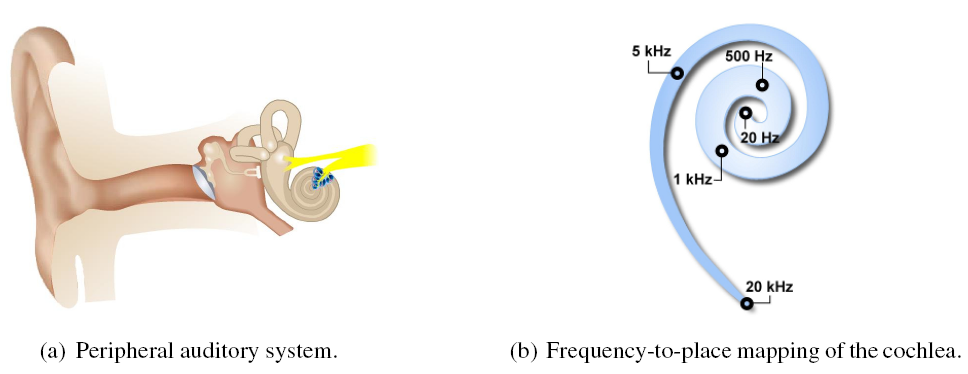 5 kHz
500 Hz
20 Hz
1 kHz
20 kHz
(a) Peripheral auditory system.
(b) Frequency-to-place mapping of the cochlea.